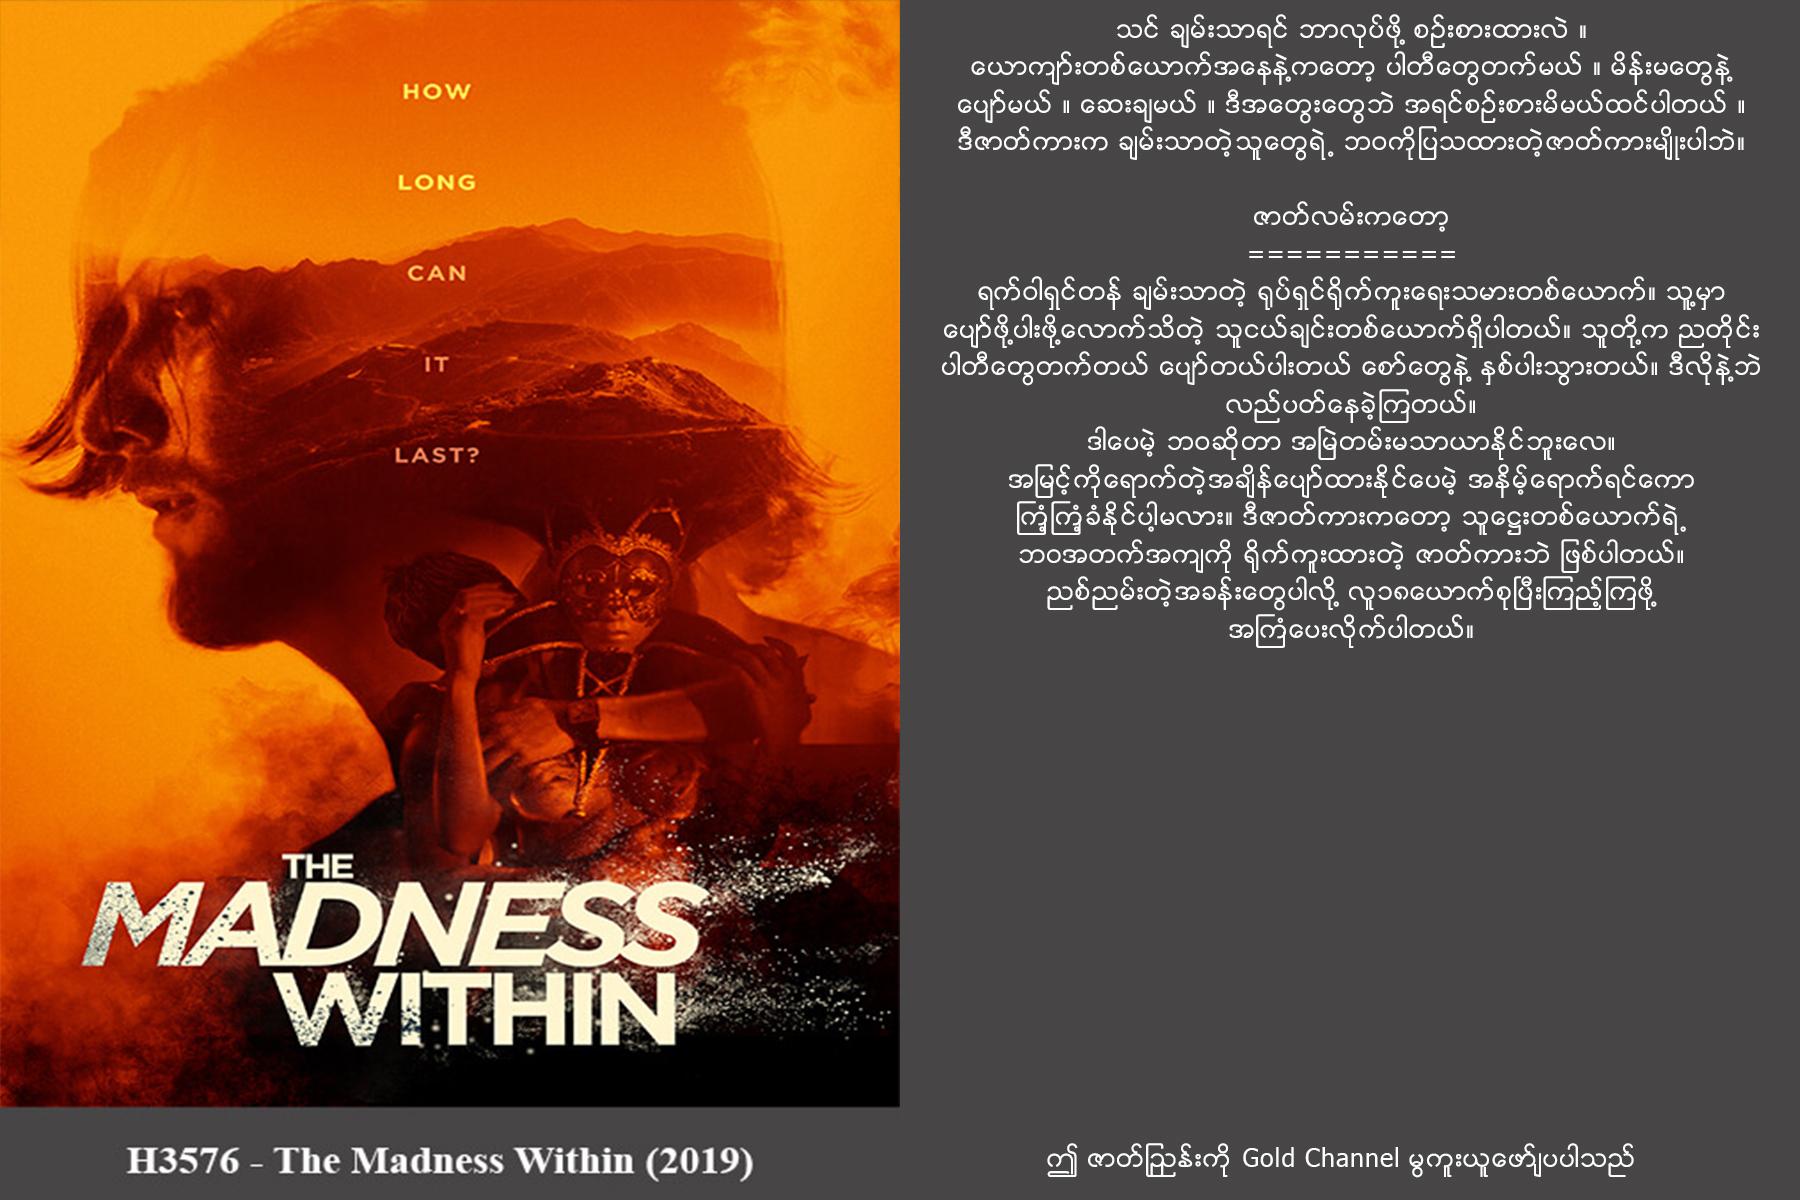 HOW
LONG
CAN
IT
LAST?
THE
MADNESS
WITHIN
H3576 - The Madness Within (2019)
သင် ချမ်းသာရင် ဘာလုပ်ဖို့ စဉ်းစားထားလဲ ။
ယောကျာ်းတစ်ယောက်အနေနဲ့ကတော့ ပါတီတွေတက်မယ် ။ မိန်းမတွေနဲ့
ပျော်မယ် ။ ဆေးချမယ် ။ ဒီအတွေးတွေဘဲ အရင်စဉ်းစားမိမယ်ထင်ပါတယ် ။
ဒီဇာတ်ကားက ချမ်းသာတဲ့သူတွေရဲ့ ဘဝကိုပြသထားတဲ့ဇာတ်ကားမျိုးပါဘဲ။
ဇာတ်လမ်းကတော့
===========
ရက်ဝါရှင်တန် ချမ်းသာတဲ့ ရုပ်ရှင်ရိုက်ကူးရေးသမားတစ်ယောက်။ သူ့မှာ
ပျော်ဖို့ပါးဖို့လောက်သိတဲ့ သူငယ်ချင်းတစ်ယောက်ရှိပါတယ်။ သူတို့က ညတိုင်း
ပါတီတွေတက်တယ် ပျော်တယ်ပါးတယ် စော်တွေနဲ့ နှစ်ပါးသွားတယ်။ ဒီလိုနဲ့ဘဲ
လည်ပတ်နေခဲ့ကြတယ်။
ဒါပေမဲ့ ဘဝဆိုတာ အမြဲတမ်းမသာယာနိုင်ဘူးလေ။
အမြင့်ကိုရောက်တဲ့အချိန်ပျော်ထားနိုင်ပေမဲ့ အနိမ့်ရောက်ရင်ကော
ကြံ့ကြံ့ခံနိုင်ပါ့မလား။ ဒီဇာတ်ကားကတော့ သူဋ္ဌေးတစ်ယောက်ရဲ့
ဘဝအတက်အကျကို ရိုက်ကူးထားတဲ့ ဇာတ်ကားဘဲ ဖြစ်ပါတယ်။
ညစ်ညမ်းတဲ့အခန်းတွေပါလို့ လူ၁၈ယောက်စုပြီးကြည့်ကြဖို့
အကြံပေးလိုက်ပါတယ်။
ဤ ဇာတ်ညွှန်းကို Gold Channel မှကူးယူဖော်ျပပါသည်